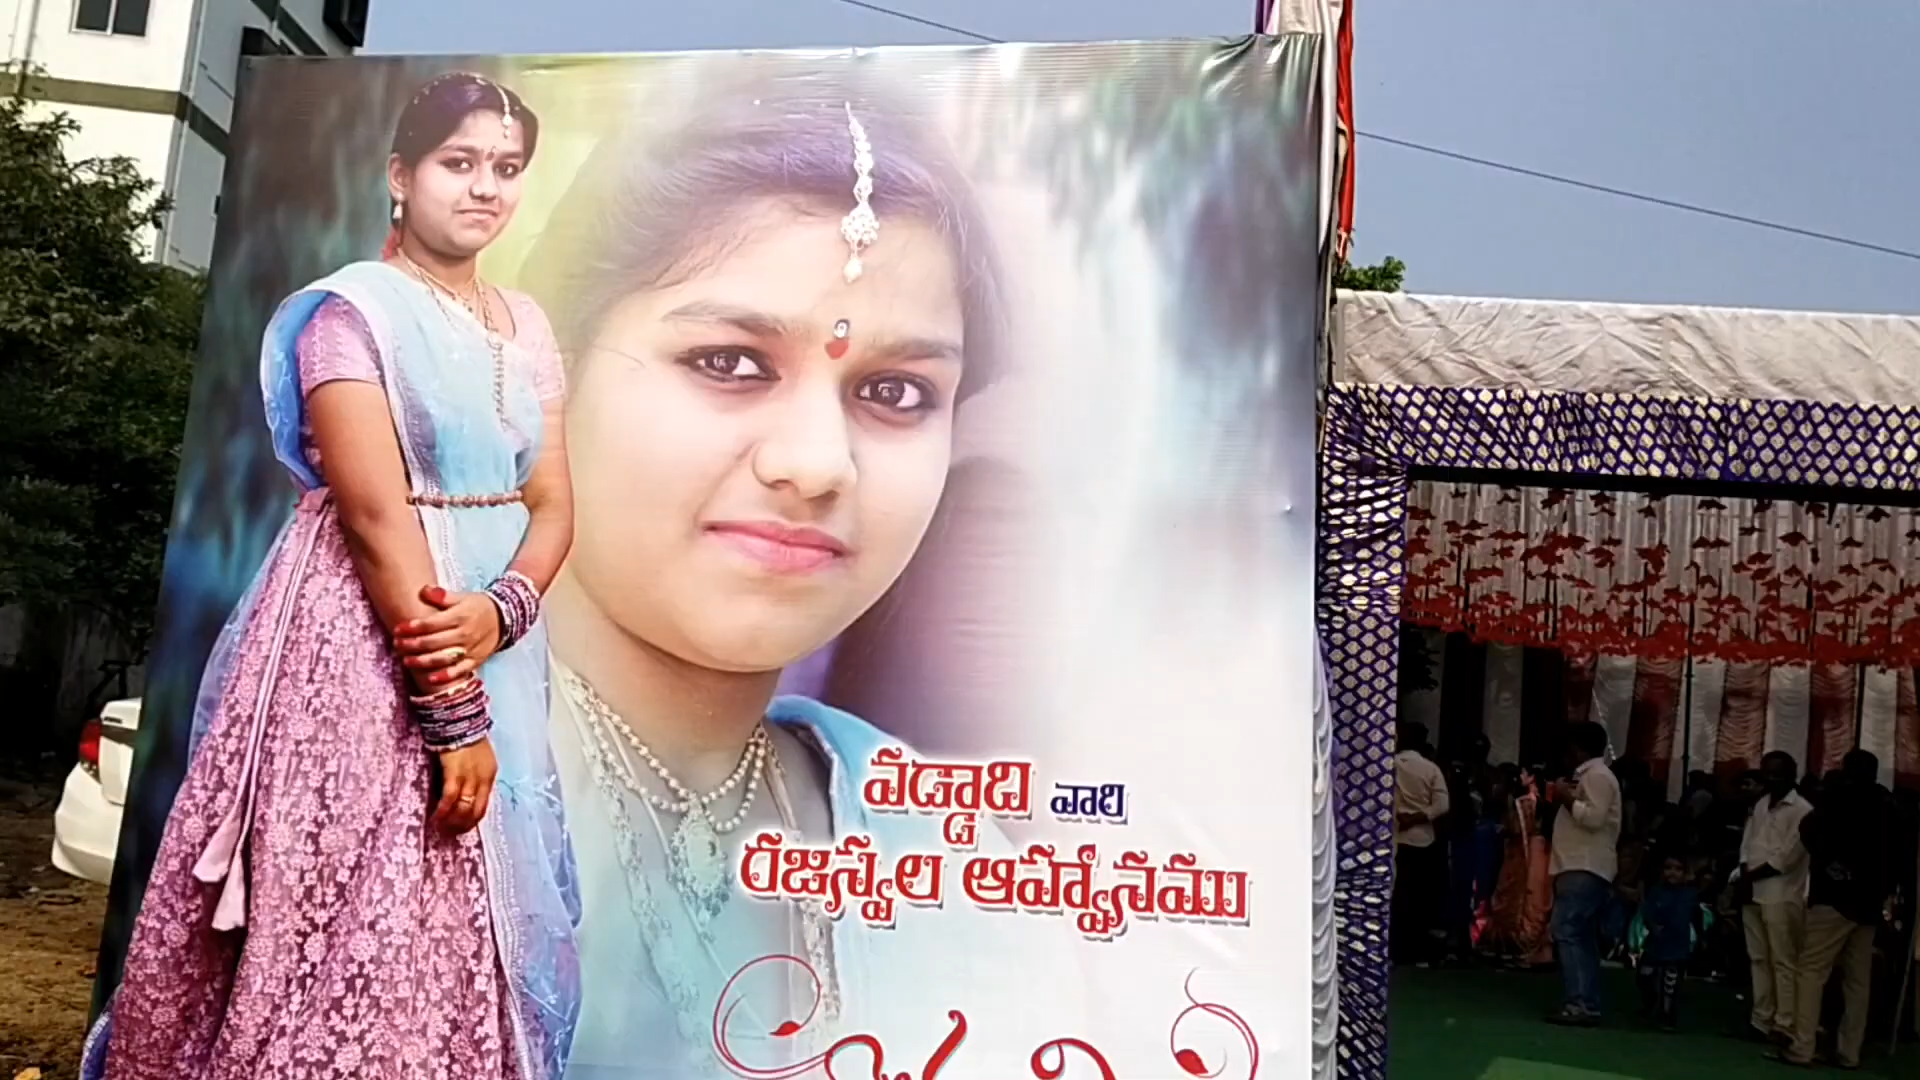 వడ్డాది వారి
రజస్వల ఆహ్వానము